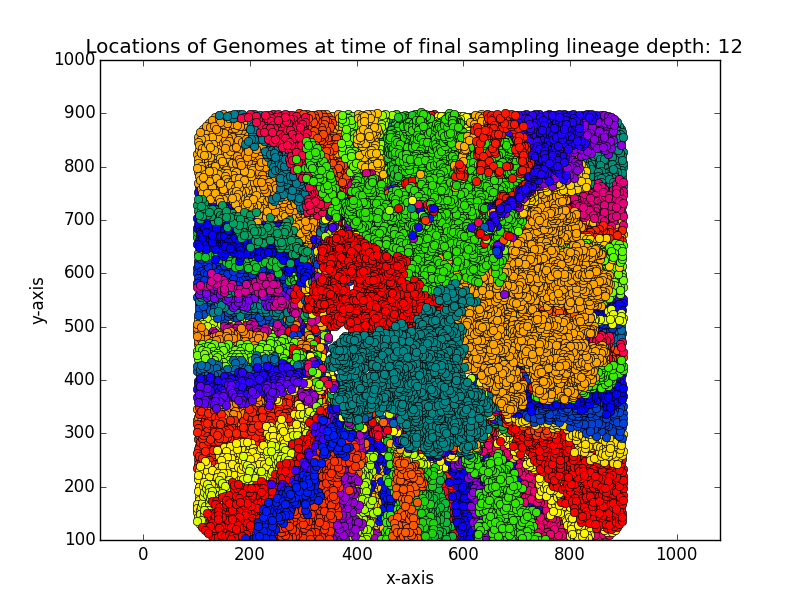 Locations of Genomes at time of final sampling lineage depth: 12
1000
900
800
700
600
500
400
300
200
100
y-axis
0 200 400 600 800 1000
x-axis